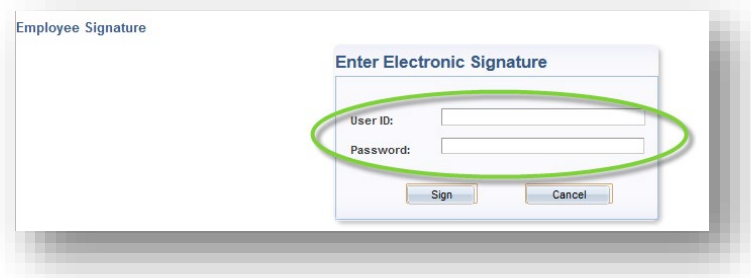 Employee Signature
Enter Electronic Signature
User ID:
Password:
Sign Cancel